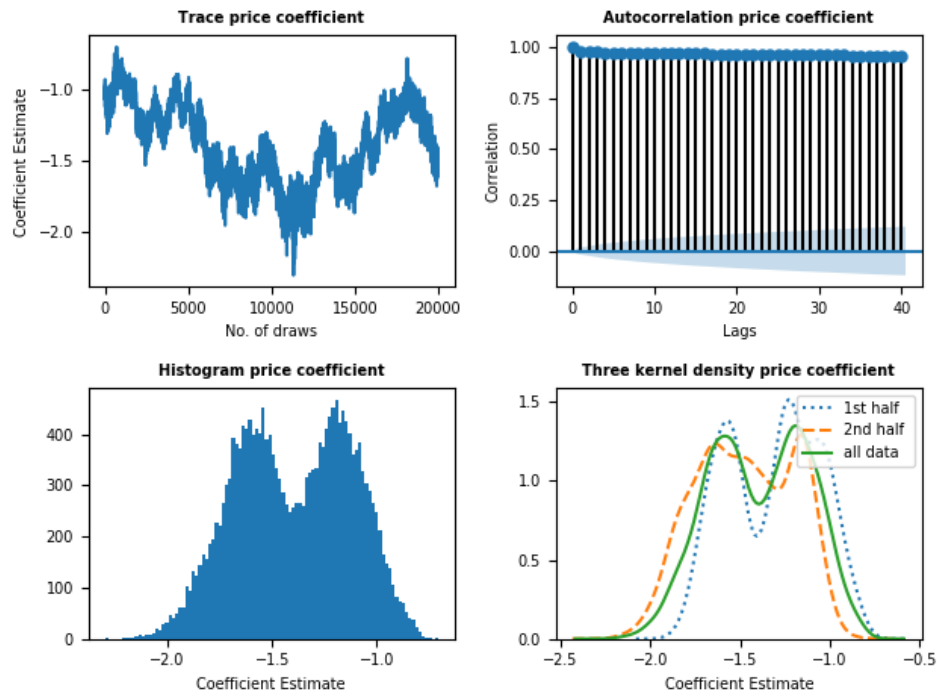 Trace price coefficient
Coefficient Estimate
−1.0
−1.5
−2.0
0 5000 10000 15000 20000
No. of draws
Autocorrelation price coefficient
Correlation
1.00
0.75
0.50
0.25
0.00
0 10 20 30 40
Lags
Histogram price coefficient
400
300
200
100
0
−2.0 −1.5 −1.0
Coefficient Estimate
Three kernel density price coefficient
1.5
1.0
0.5
0.0
1st half
2nd half
all data
−2.5 −2.0 −1.5 −1.0 −0.5
Coefficient Estimate